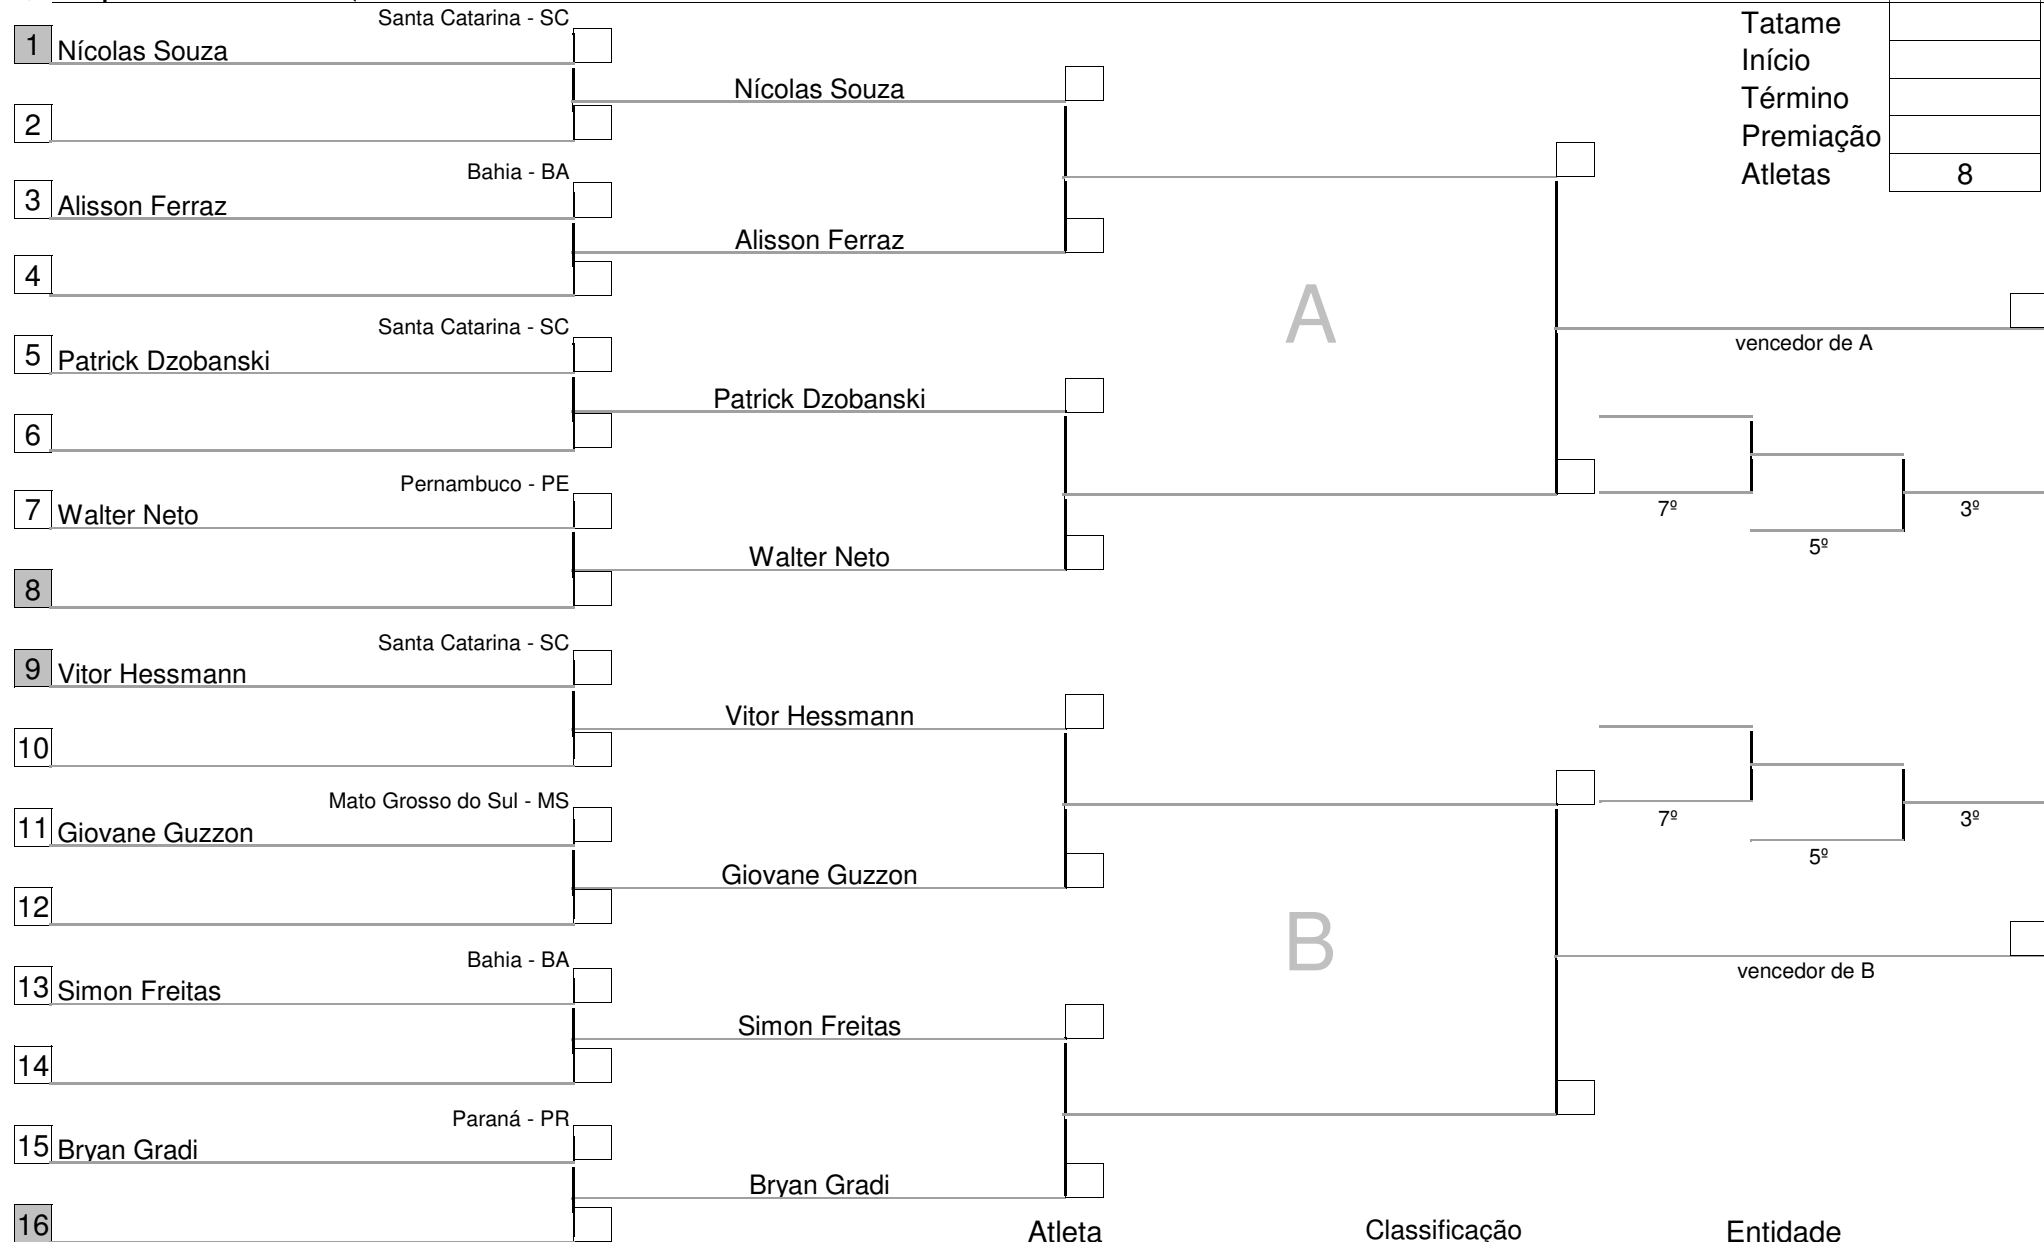 Santa Catarina - SC
1 Nícolas Souza
Nícolas Souza
2
Bahia - BA
3 Alisson Ferraz
Alisson Ferraz
4
Santa Catarina - SC
5 Patrick Dzobanski
Patrick Dzobanski
6
Pernambuco - PE
7 Walter Neto
Walter Neto
8
Santa Catarina - SC
9 Vitor Hessmann
Vitor Hessmann
10
Mato Grosso do Sul - MS
11 Giovane Guzzon
Giovane Guzzon
12
Bahia - BA
13 Simon Freitas
Simon Freitas
14
Paraná - PR
15 Bryan Gradi
Bryan Gradi
16
A
B
Tatame
Início
Término
Premiação
Atletas 8
vencedor de A
7º 3º
5º
7º 3º
5º
vencedor de B
Atleta Classificação Entidade